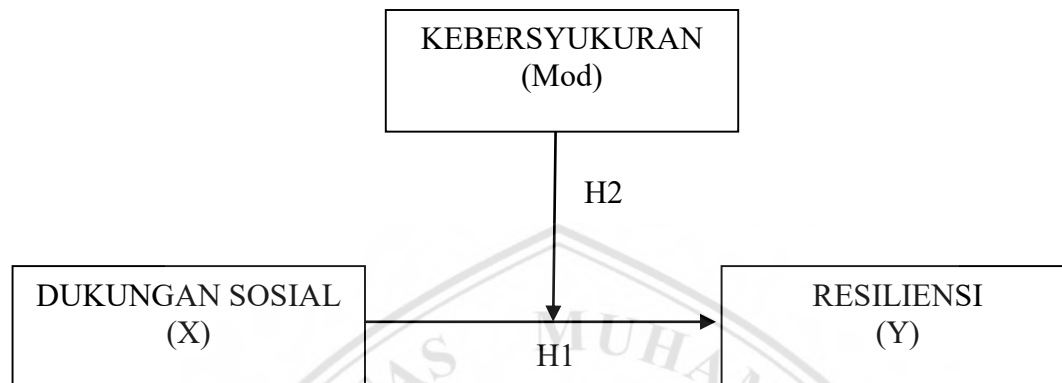 KEBERSYUKURAN
(Mod)
H2
DUKUNGAN SOSIAL
(X)
RESILIENSI
(Y)
H1